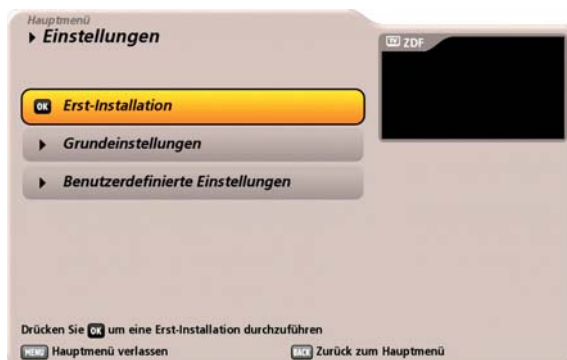 Hauptmenü
Einstellungen
TV ZDF
OK Erst-Installation
Grundeinstellungen
Benutzerdefinierte Einstellungen
Drücken Sie OK um eine Erst-Installation durchzuführen
MENU Hauptmenü verlassen
BACK Zurück zum Hauptmenü